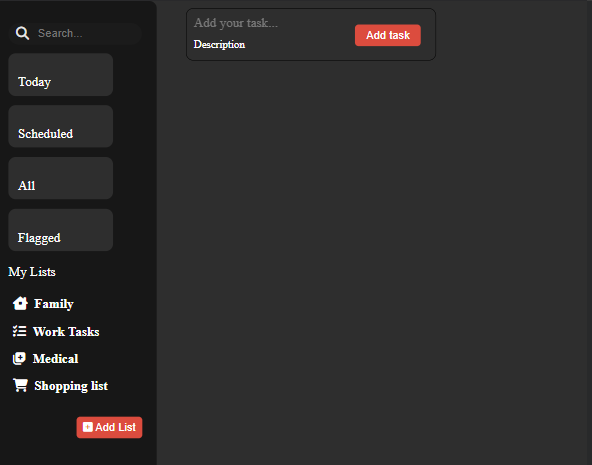 Search...
Today
Scheduled
All
Flagged
My Lists
Family
Work Tasks
Medical
Shopping list
Add List
Add your task...
Description
Add task